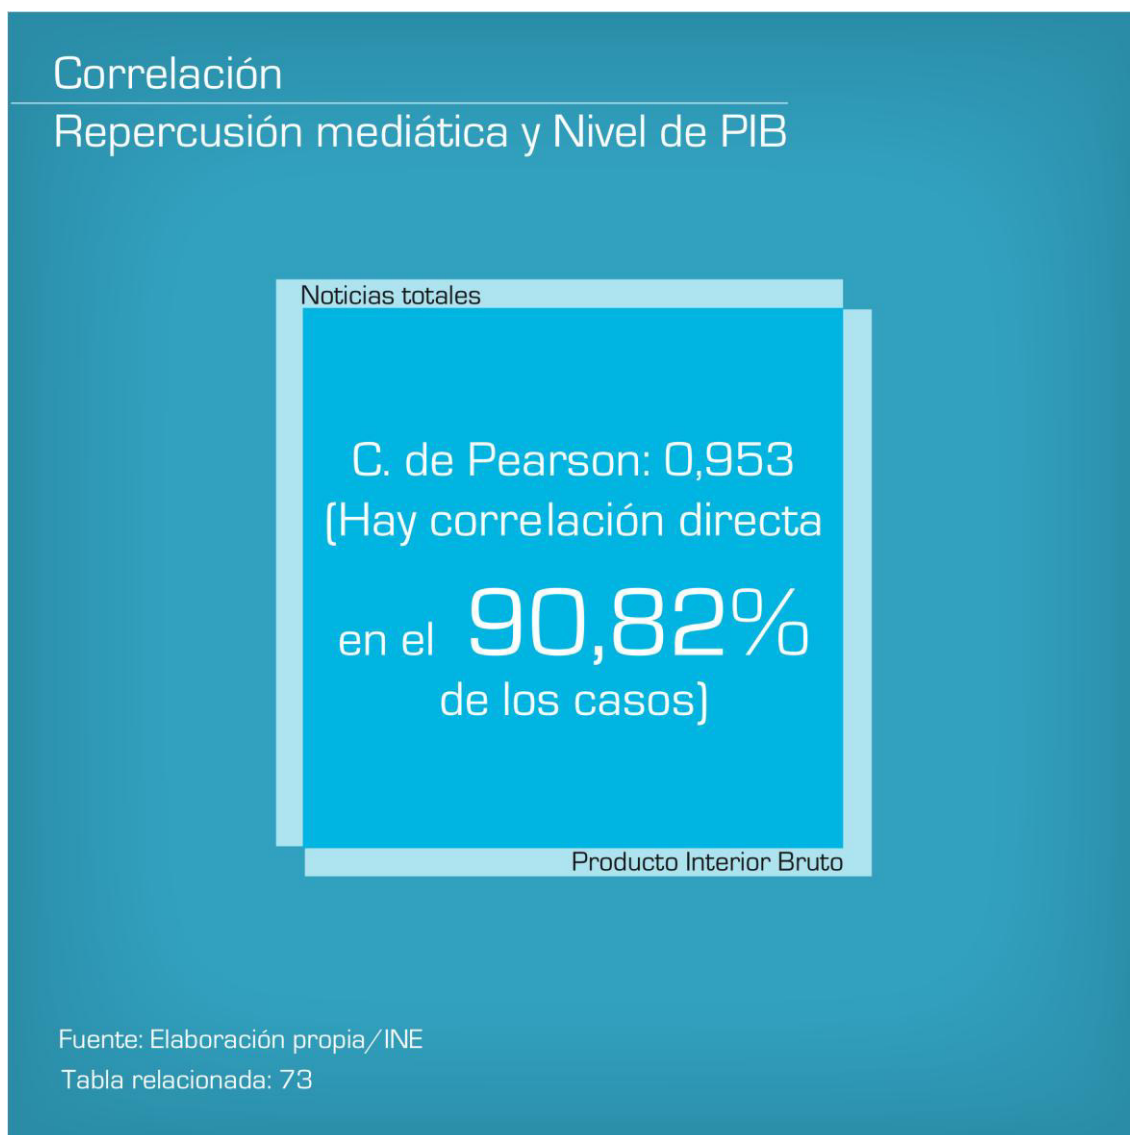 Correlación
Repercusión mediática y Nivel de PIB
Noticias totales
C. de Pearson: 0,953
(Hay correlación directa
en el 90,82%
de los casos)
Producto Interior Bruto
Fuente: Elaboración propia/INE
Tabla relacionada: 73